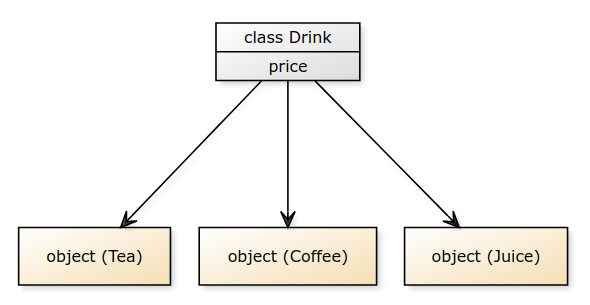 class Drink
price
object (Tea)
object (Coffee)
object (Juice)